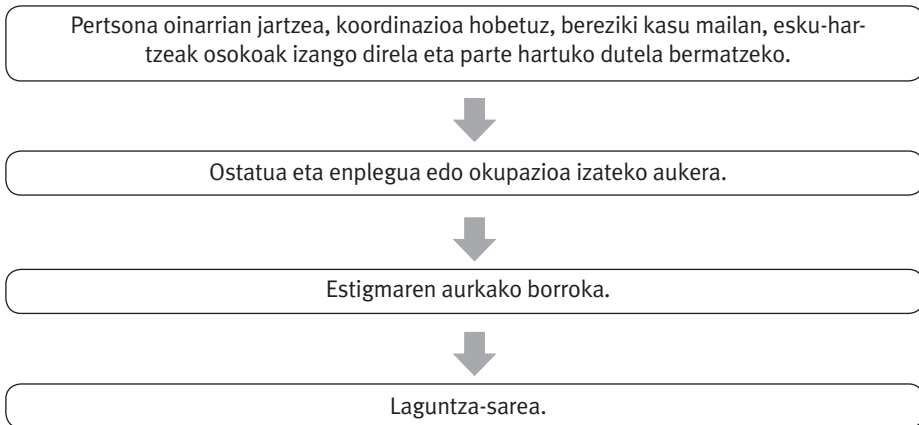 Pertsona oinarrian jartzea, koordinazioa hobetuz, bereziki kasu mailan, esku-har-
tzeak osokoak izango direla eta parte hartuko dutela bermatzeko.
Ostatua eta enplegua edo okupazioa izateko aukera.
Estigmaren aurkako borroka.
Laguntza-sarea.